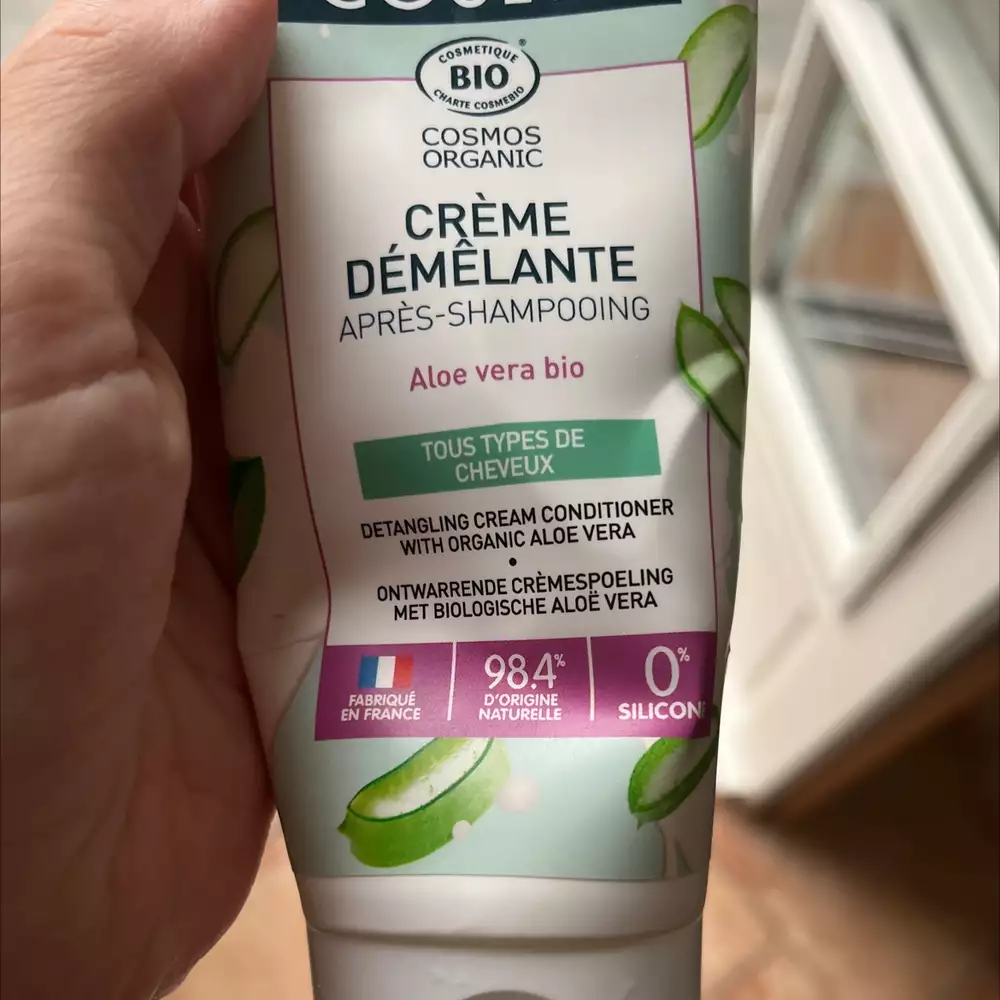 COSMETIQUE
BIO
CHARTE COSMEBIO
COSMOS
ORGANIC
CRÈME
DÉMÊLANTE
APRÈS-SHAMPOOING
Aloe vera bio
TOUS TYPES DE
CHEVEUX
DETANGLING CREAM CONDITIONER
WITH ORGANIC ALOE VERA
•
ONTWARRENDE CRÈMESPOELING
MET BIOLOGISCHE ALOË VERA
FABRIQUÉ
EN FRANCE
98.4%
D'ORIGINE
NATURELLE
0%
SILICON